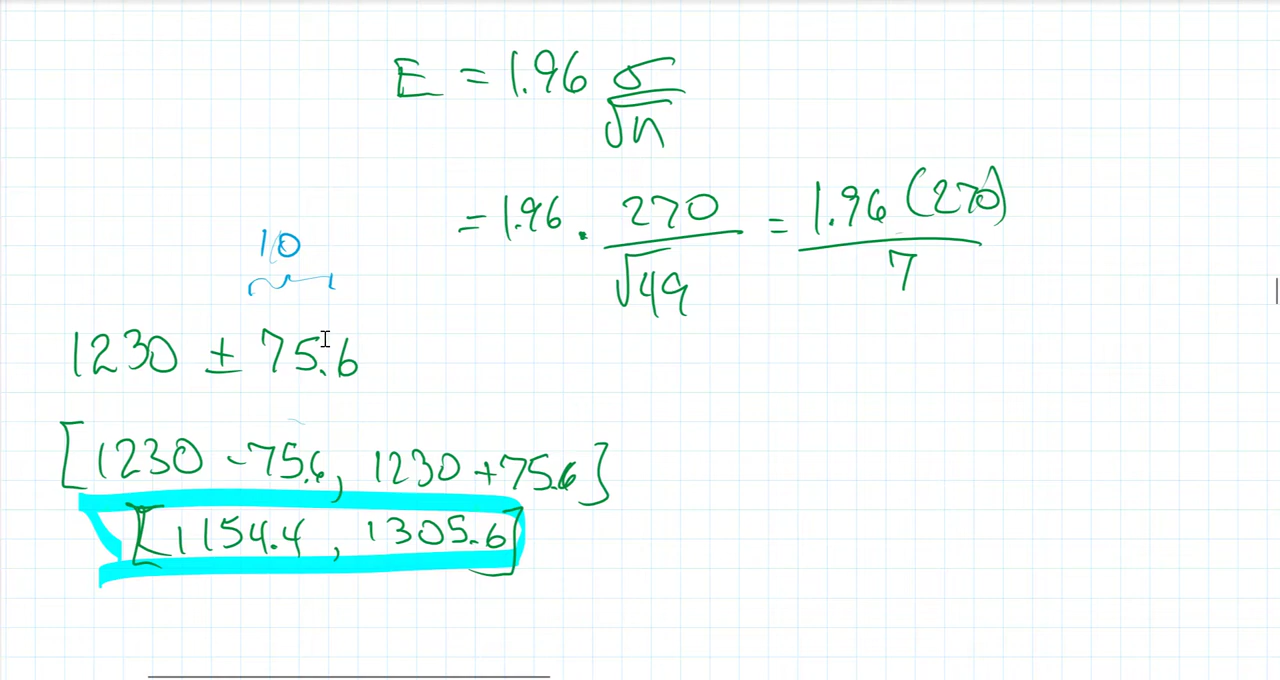 E = 1.96 σ/√n
= 1.96 · 270/√49 = 1.96 (270)/7
10
1230 ± 75.6
[1230 - 75.6, 1230 + 75.6]
[1154.4, 1305.6]